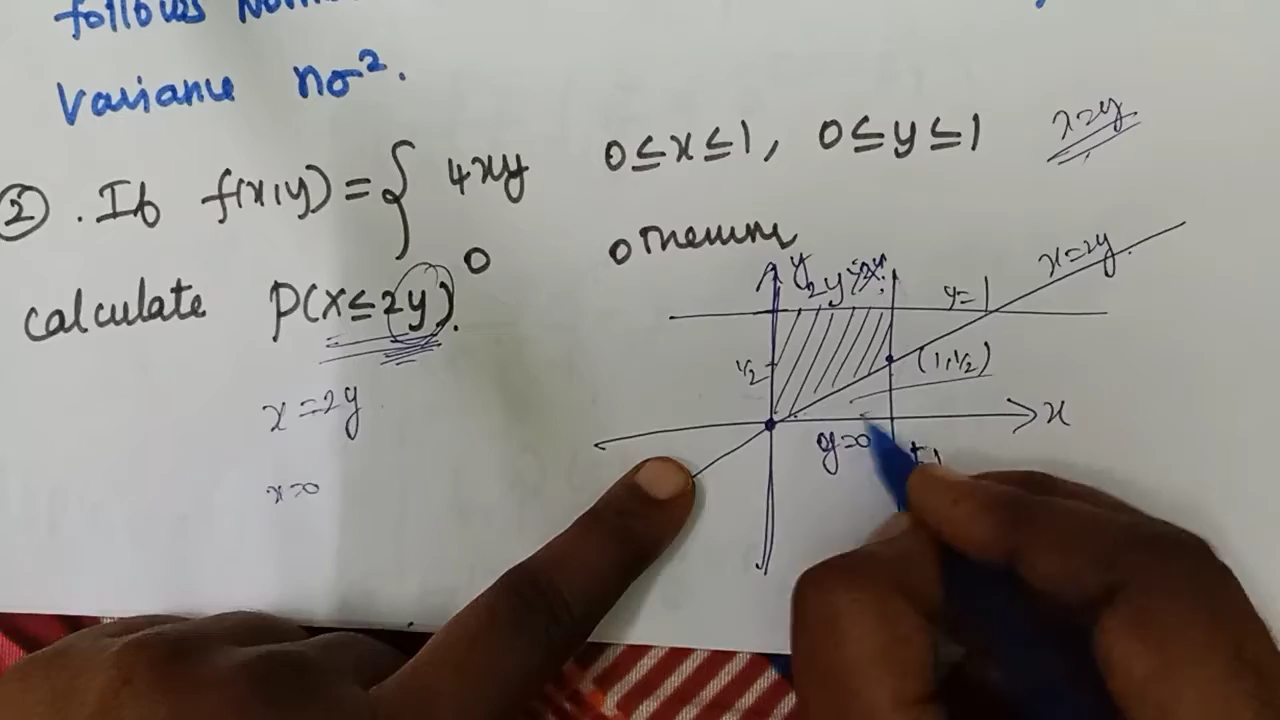 follows
Variance nσ².
② . If f(x,y) = { 4xy 0≤x≤1, 0≤y≤1
0 otherwise
x=2y
calculate P(X≤2y).
x=2y
x=0
y
y=1
x=2y
1/2
(1,1/2)
x
y=0